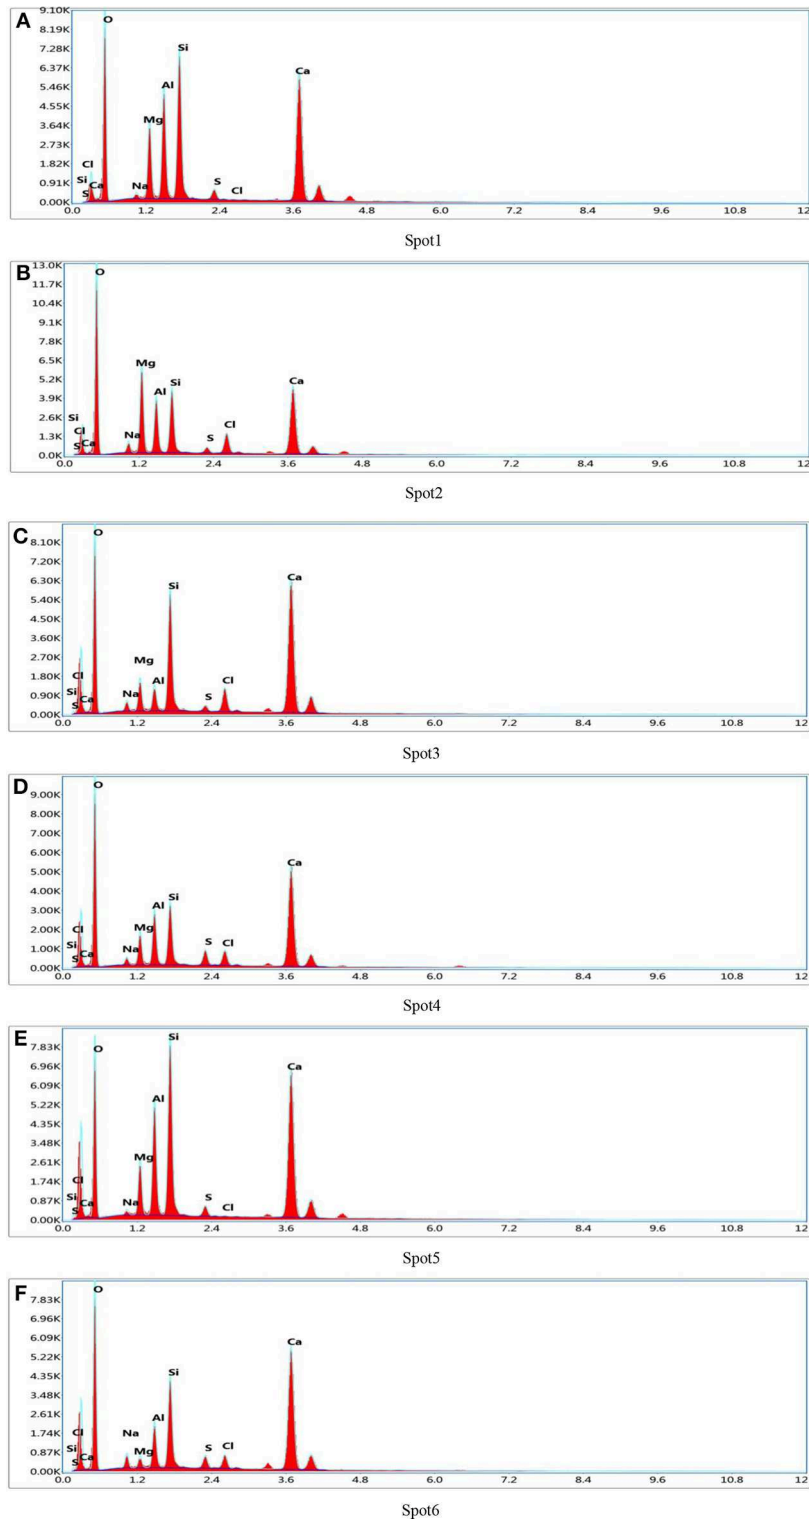 A
9.10K
O
8.19K
7.28K
Si
6.37K
Ca
5.46K
Al
4.55K
3.64K
Mg
2.73K
1.82K
Cl
0.91K
Si
Ca
Na
S
Cl
0.00K
S
0.0 1.2 2.4 3.6 4.8 6.0 7.2 8.4 9.6 10.8 12
Spot1
B
13.0K
O
11.7K
10.4K
9.1K
7.8K
6.5K
Mg
5.2K
Al
Si
Ca
3.9K
2.6K
Si
1.3K
Cl
Na
S
Cl
0.0K
S
Ca
0.0 1.2 2.4 3.6 4.8 6.0 7.2 8.4 9.6 10.8 12
Spot2
C
O
8.10K
7.20K
6.30K
Si
Ca
5.40K
4.50K
3.60K
2.70K
Mg
1.80K
Cl
Al
Cl
0.90K
Si
Ca
Na
S
0.00K
S
0.0 1.2 2.4 3.6 4.8 6.0 7.2 8.4 9.6 10.8 12
Spot3
D
O
9.00K
8.00K
7.00K
6.00K
5.00K
Ca
4.00K
3.00K
Al
Si
2.00K
Cl
Mg
1.00K
Si
Ca
Na
S
Cl
0.00K
S
0.0 1.2 2.4 3.6 4.8 6.0 7.2 8.4 9.6 10.8 12
Spot4
E
Si
7.83K
O
6.96K
Ca
6.09K
5.22K
Al
4.35K
3.48K
2.61K
Mg
1.74K
Cl
0.87K
Si
Ca
Na
S
Cl
0.00K
S
0.0 1.2 2.4 3.6 4.8 6.0 7.2 8.4 9.6 10.8 12
Spot5
F
O
7.83K
6.96K
6.09K
Ca
5.22K
4.35K
Si
3.48K
2.61K
Al
1.74K
Cl
Na
0.87K
Si
Ca
Mg
S
Cl
0.00K
S
0.0 1.2 2.4 3.6 4.8 6.0 7.2 8.4 9.6 10.8 12
Spot6